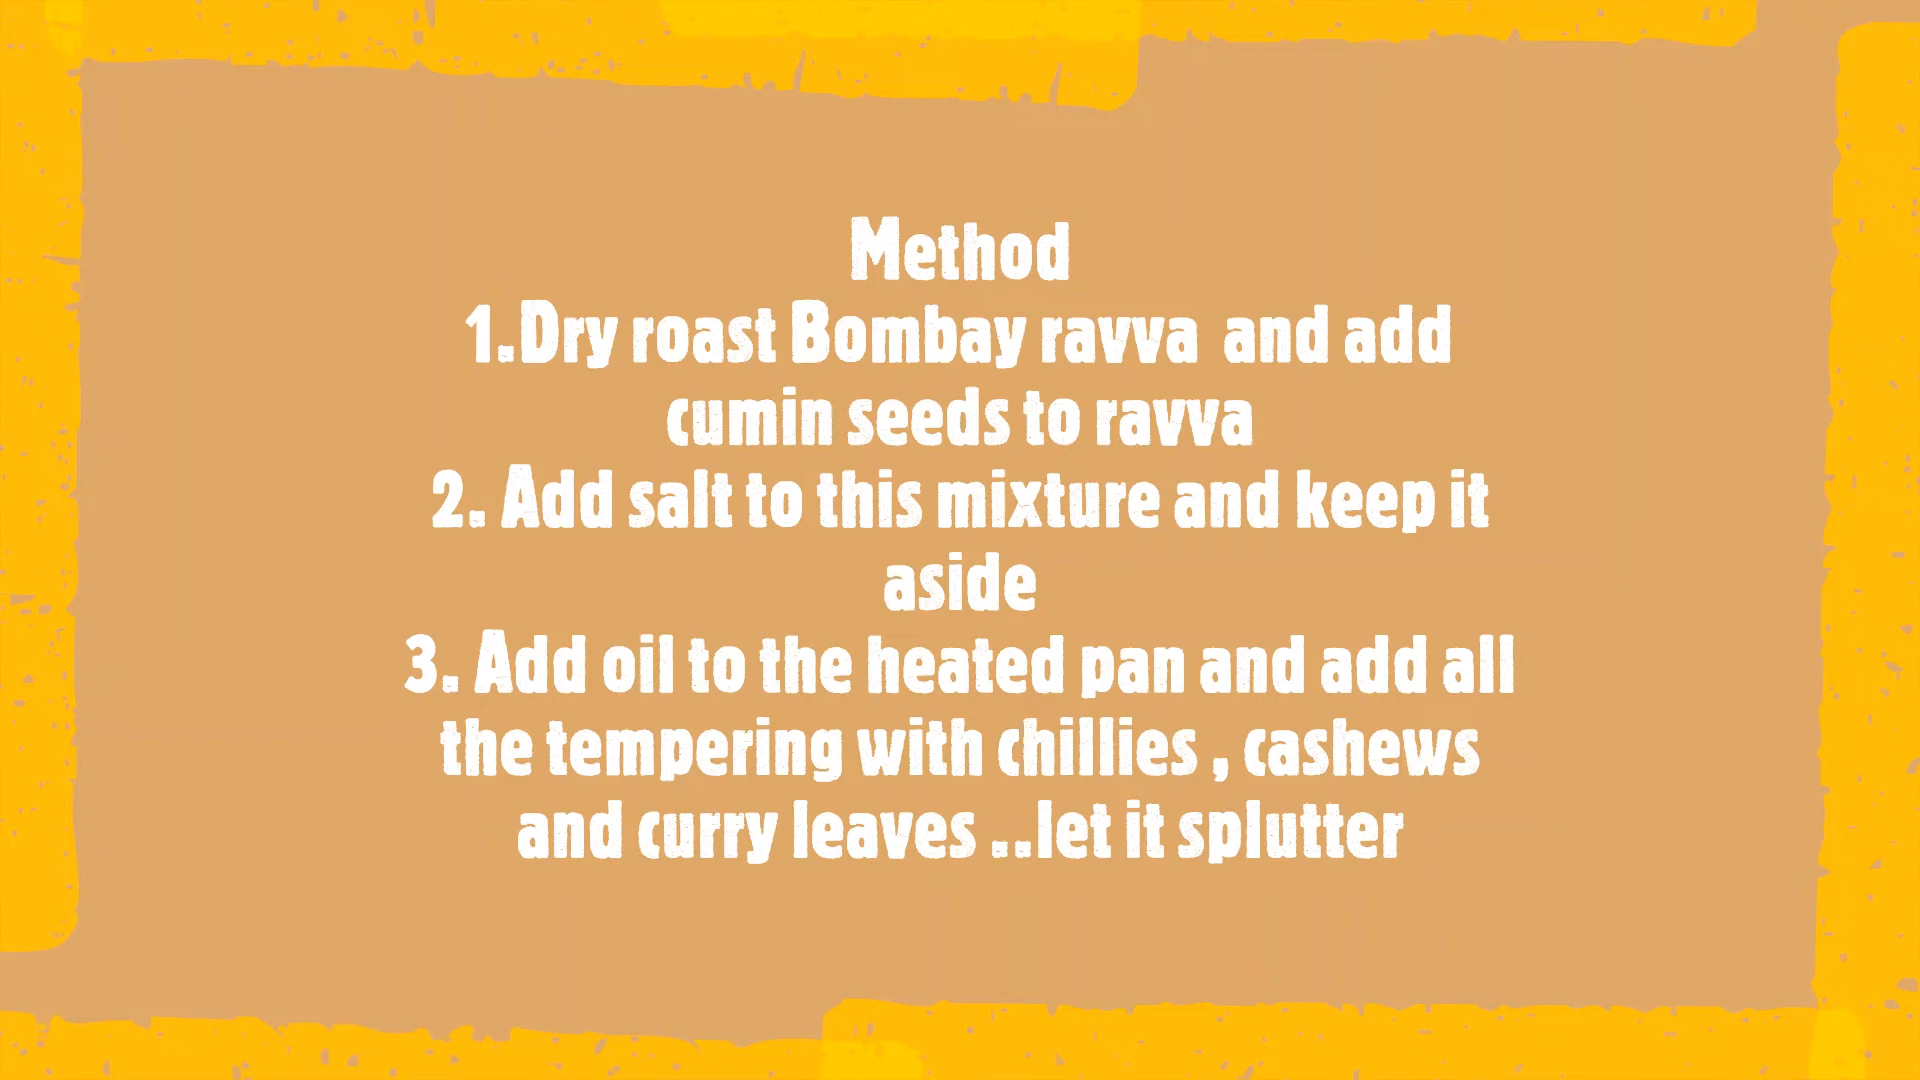 Method
1.Dry roast Bombay ravva  and add
cumin seeds to ravva
2. Add salt to this mixture and keep it
aside
3. Add oil to the heated pan and add all
the tempering with chillies , cashews
and curry leaves ..let it splutter